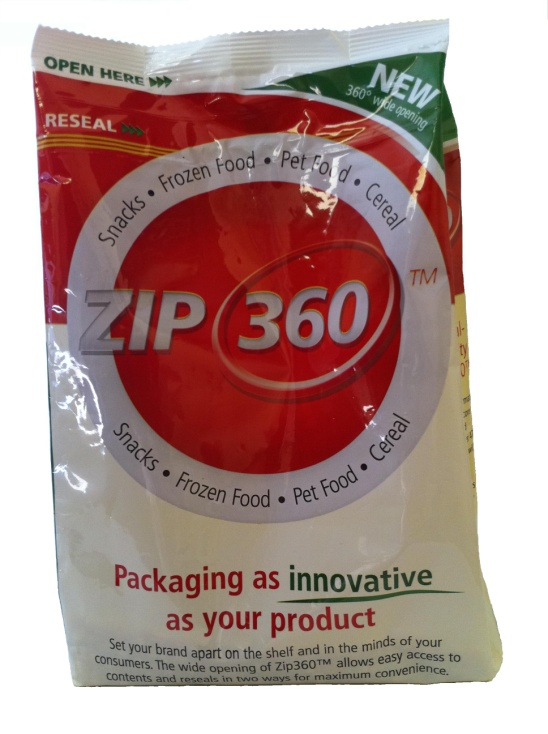 OPEN HERE
NEW
360° wide opening
RESEAL
Snacks • Frozen Food • Pet Food • Cereal
ZIP 360 TM
Snacks • Frozen Food • Pet Food • Cereal
Packaging as innovative
as your product
Set your brand apart on the shelf and in the minds of your
consumers. The wide opening of Zip360™ allows easy access to
contents and reseals in two ways for maximum convenience.